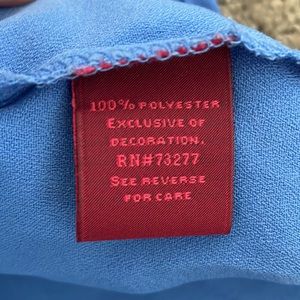 100% POLYESTER
EXCLUSIVE OF
DECORATION.
RN#73277
SEE REVERSE
FOR CARE